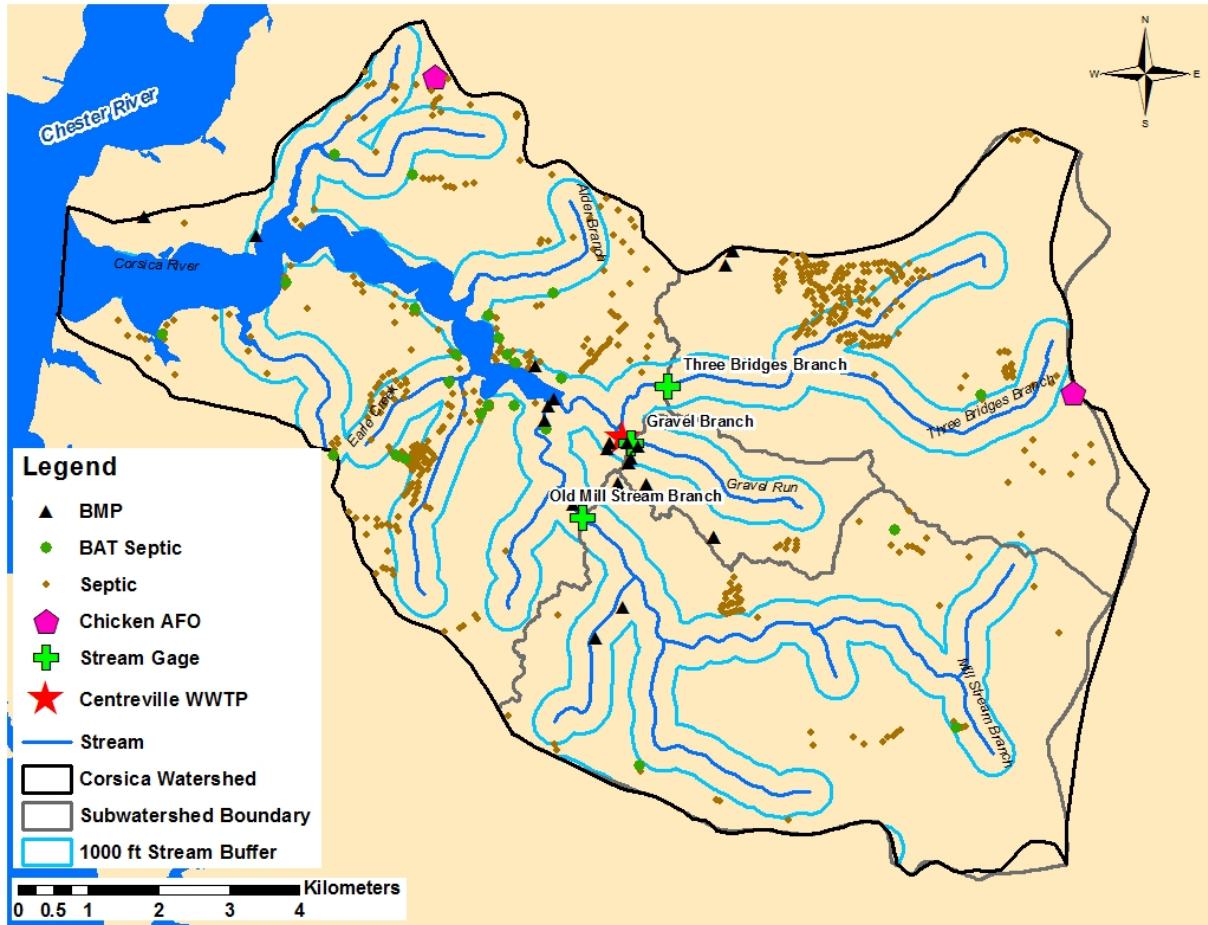 N
W
E
S
Chester River
Alder Branch
Corsica River
Three Bridges Branch
Three Bridges Branch
Earle Creek
Gravel Branch
Gravel Run
Old Mill Stream Branch
Mill Stream Branch
Legend
BMP
BAT Septic
Septic
Chicken AFO
Stream Gage
Centreville WWTP
Stream
Corsica Watershed
Subwatershed Boundary
1000 ft Stream Buffer
Kilometers
0 0.5 1 2 3 4